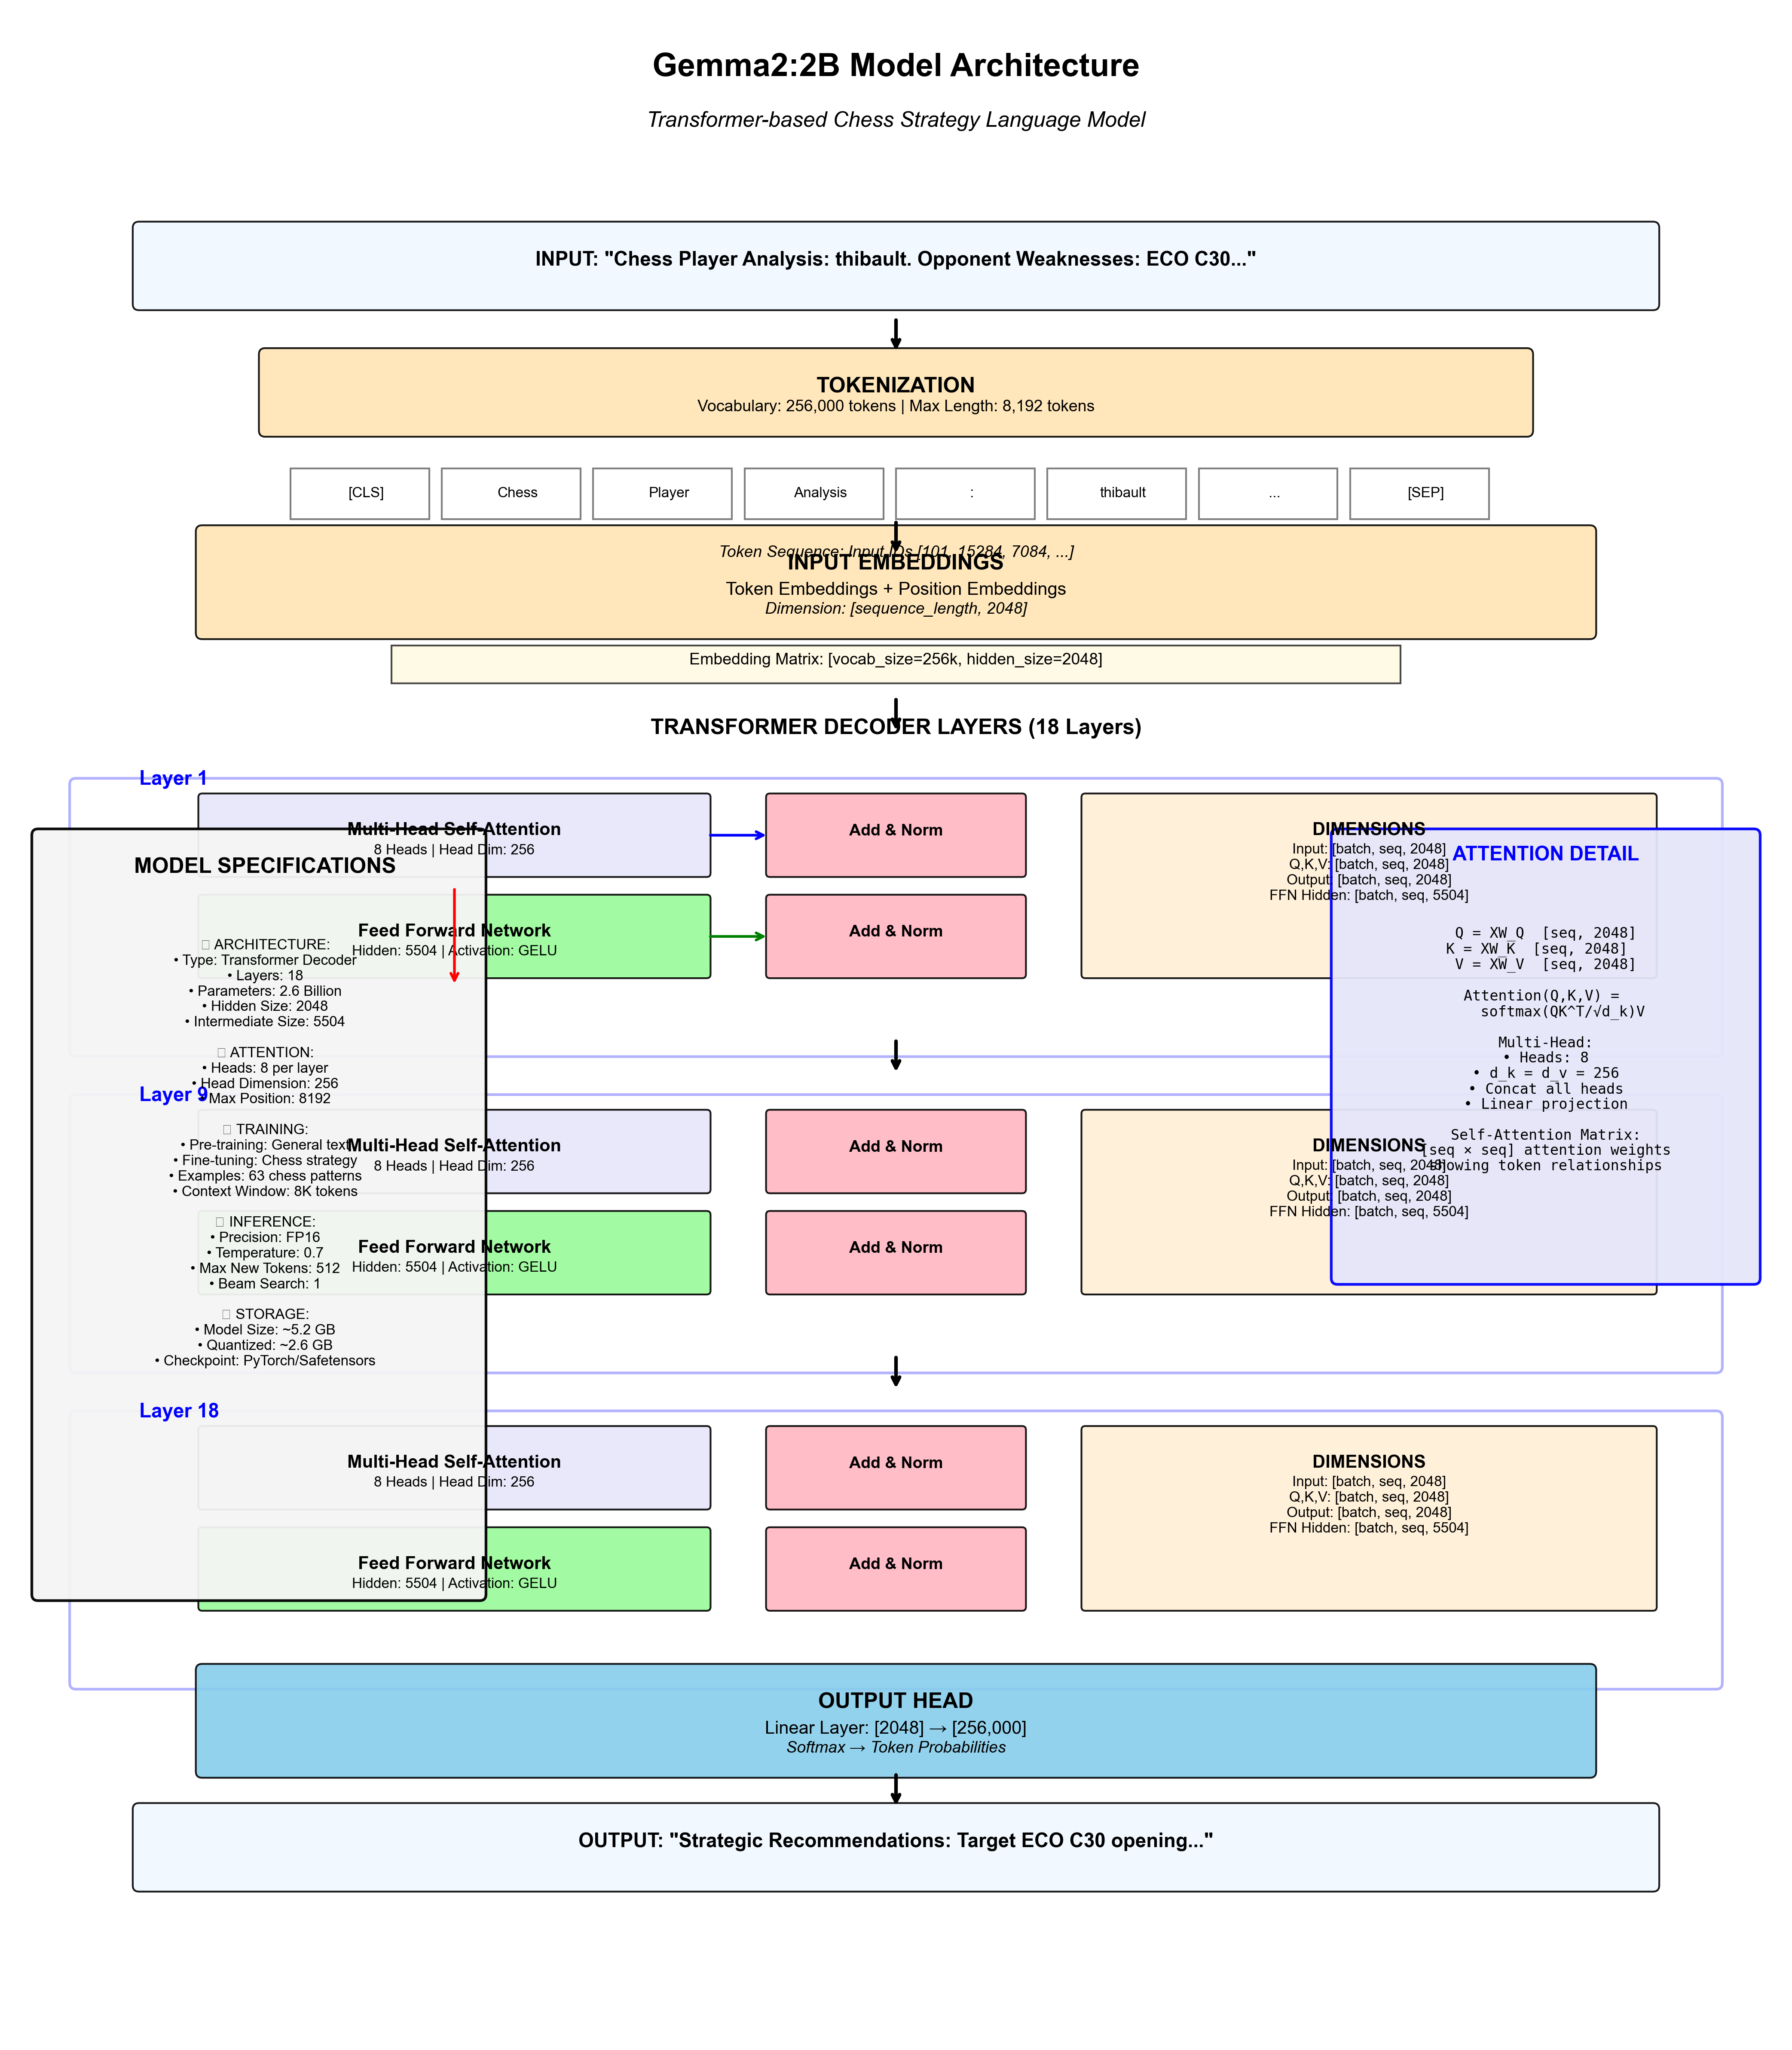 Gemma2:2B Model Architecture
Transformer-based Chess Strategy Language Model
INPUT: "Chess Player Analysis: thibault. Opponent Weaknesses: ECO C30..."
TOKENIZATION
Vocabulary: 256,000 tokens | Max Length: 8,192 tokens
[CLS] Chess Player Analysis : thibault ... [SEP]
Token Sequence: Input IDs [101, 15284, 7084, ...]
INPUT EMBEDDINGS
Token Embeddings + Position Embeddings
Dimension: [sequence_length, 2048]
Embedding Matrix: [vocab_size=256k, hidden_size=2048]
TRANSFORMER DECODER LAYERS (18 Layers)
Layer 1
Multi-Head Self-Attention
8 Heads | Head Dim: 256
Add & Norm
Feed Forward Network
Hidden: 5504 | Activation: GELU
Add & Norm
DIMENSIONS
Input: [batch, seq, 2048]
Q,K,V: [batch, seq, 2048]
Output: [batch, seq, 2048]
FFN Hidden: [batch, seq, 5504]
MODEL SPECIFICATIONS
ARCHITECTURE:
• Type: Transformer Decoder
• Layers: 18
• Parameters: 2.6 Billion
• Hidden Size: 2048
• Intermediate Size: 5504
ATTENTION:
• Heads: 8 per layer
• Head Dimension: 256
• Max Position: 8192
TRAINING:
• Pre-training: General text
• Fine-tuning: Chess strategy
• Examples: 63 chess patterns
• Context Window: 8K tokens
INFERENCE:
• Precision: FP16
• Temperature: 0.7
• Max New Tokens: 512
• Beam Search: 1
STORAGE:
• Model Size: ~5.2 GB
• Quantized: ~2.6 GB
• Checkpoint: PyTorch/Safetensors
ATTENTION DETAIL
Q = XW_Q [seq, 2048]
K = XW_K [seq, 2048]
V = XW_V [seq, 2048]
Attention(Q,K,V) =
softmax(QK^T/√d_k)V
Multi-Head:
• Heads: 8
• d_k = d_v = 256
• Concat all heads
• Linear projection
Self-Attention Matrix:
[seq × seq] attention weights
showing token relationships
Layer 9
Multi-Head Self-Attention
8 Heads | Head Dim: 256
Add & Norm
Feed Forward Network
Hidden: 5504 | Activation: GELU
Add & Norm
DIMENSIONS
Input: [batch, seq, 2048]
Q,K,V: [batch, seq, 2048]
Output: [batch, seq, 2048]
FFN Hidden: [batch, seq, 5504]
Layer 18
Multi-Head Self-Attention
8 Heads | Head Dim: 256
Add & Norm
Feed Forward Network
Hidden: 5504 | Activation: GELU
Add & Norm
DIMENSIONS
Input: [batch, seq, 2048]
Q,K,V: [batch, seq, 2048]
Output: [batch, seq, 2048]
FFN Hidden: [batch, seq, 5504]
OUTPUT HEAD
Linear Layer: [2048] → [256,000]
Softmax → Token Probabilities
OUTPUT: "Strategic Recommendations: Target ECO C30 opening..."